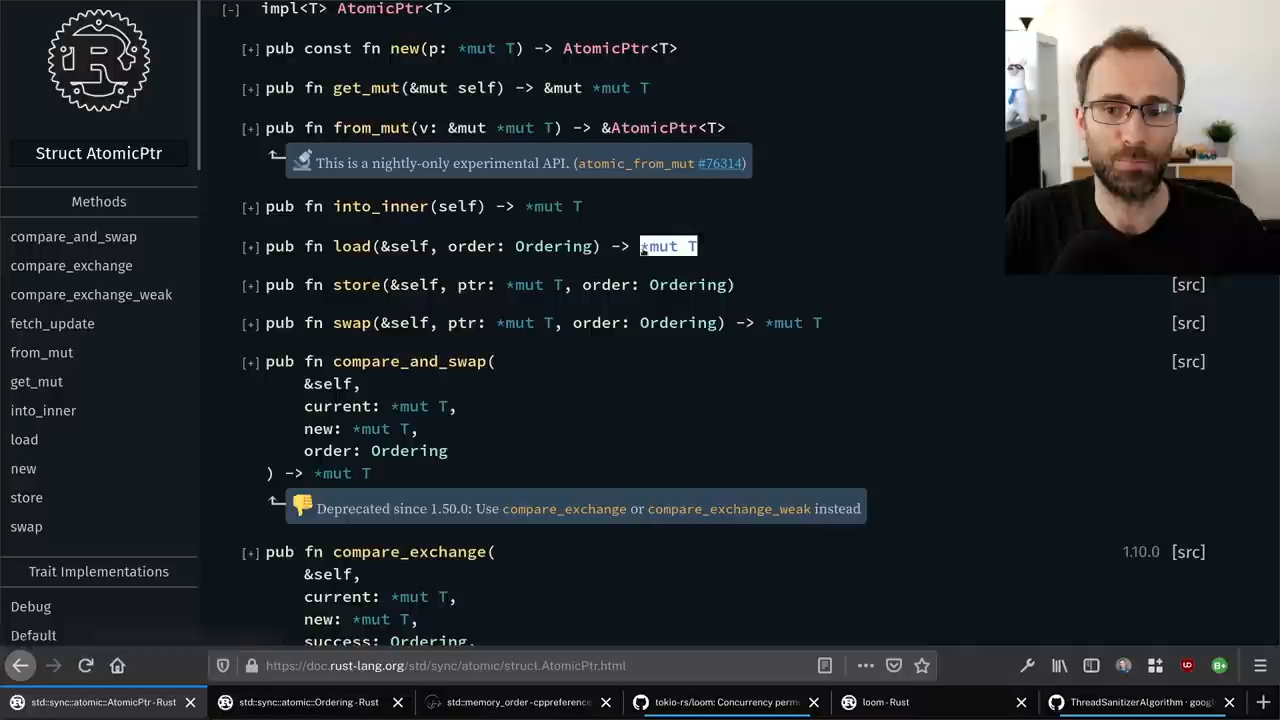 Struct AtomicPtr
Methods
compare_and_swap
compare_exchange
compare_exchange_weak
fetch_update
from_mut
get_mut
into_inner
load
new
store
swap
Trait Implementations
Debug
Default
[-] impl<T> AtomicPtr<T>
[+] pub const fn new(p: *mut T) -> AtomicPtr<T>
[+] pub fn get_mut(&mut self) -> &mut *mut T
[+] pub fn from_mut(v: &mut *mut T) -> &AtomicPtr<T>
This is a nightly-only experimental API. (atomic_from_mut #76314)
[+] pub fn into_inner(self) -> *mut T
[+] pub fn load(&self, order: Ordering) -> *mut T
[+] pub fn store(&self, ptr: *mut T, order: Ordering) [src]
[+] pub fn swap(&self, ptr: *mut T, order: Ordering) -> *mut T [src]
[+] pub fn compare_and_swap( [src]
&self,
current: *mut T,
new: *mut T,
order: Ordering
) -> *mut T
Deprecated since 1.50.0: Use compare_exchange or compare_exchange_weak instead
[+] pub fn compare_exchange( 1.10.0 [src]
&self,
current: *mut T,
new: *mut T,
success: Ordering,
https://doc.rust-lang.org/std/sync/atomic/struct.AtomicPtr.html
std::sync::atomic::AtomicPtr - Rust
std::sync::atomic::Ordering - Rust
std::memory_order - cppreference
tokio-rs/loom: Concurrency perm
loom - Rust
ThreadSanitizerAlgorithm · googl